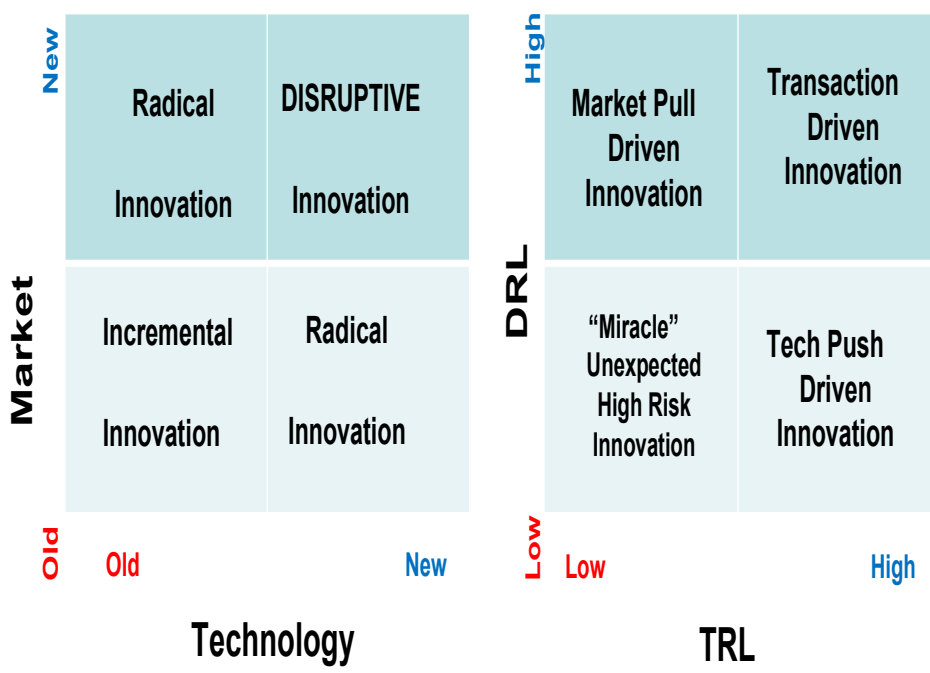 New
Market
Old
Radical
Innovation
DISRUPTIVE
Innovation
Incremental
Innovation
Radical
Innovation
Old
New
Technology
High
DRL
Low
Market Pull
Driven
Innovation
Transaction
Driven
Innovation
“Miracle”
Unexpected
High Risk
Innovation
Tech Push
Driven
Innovation
Low
High
TRL